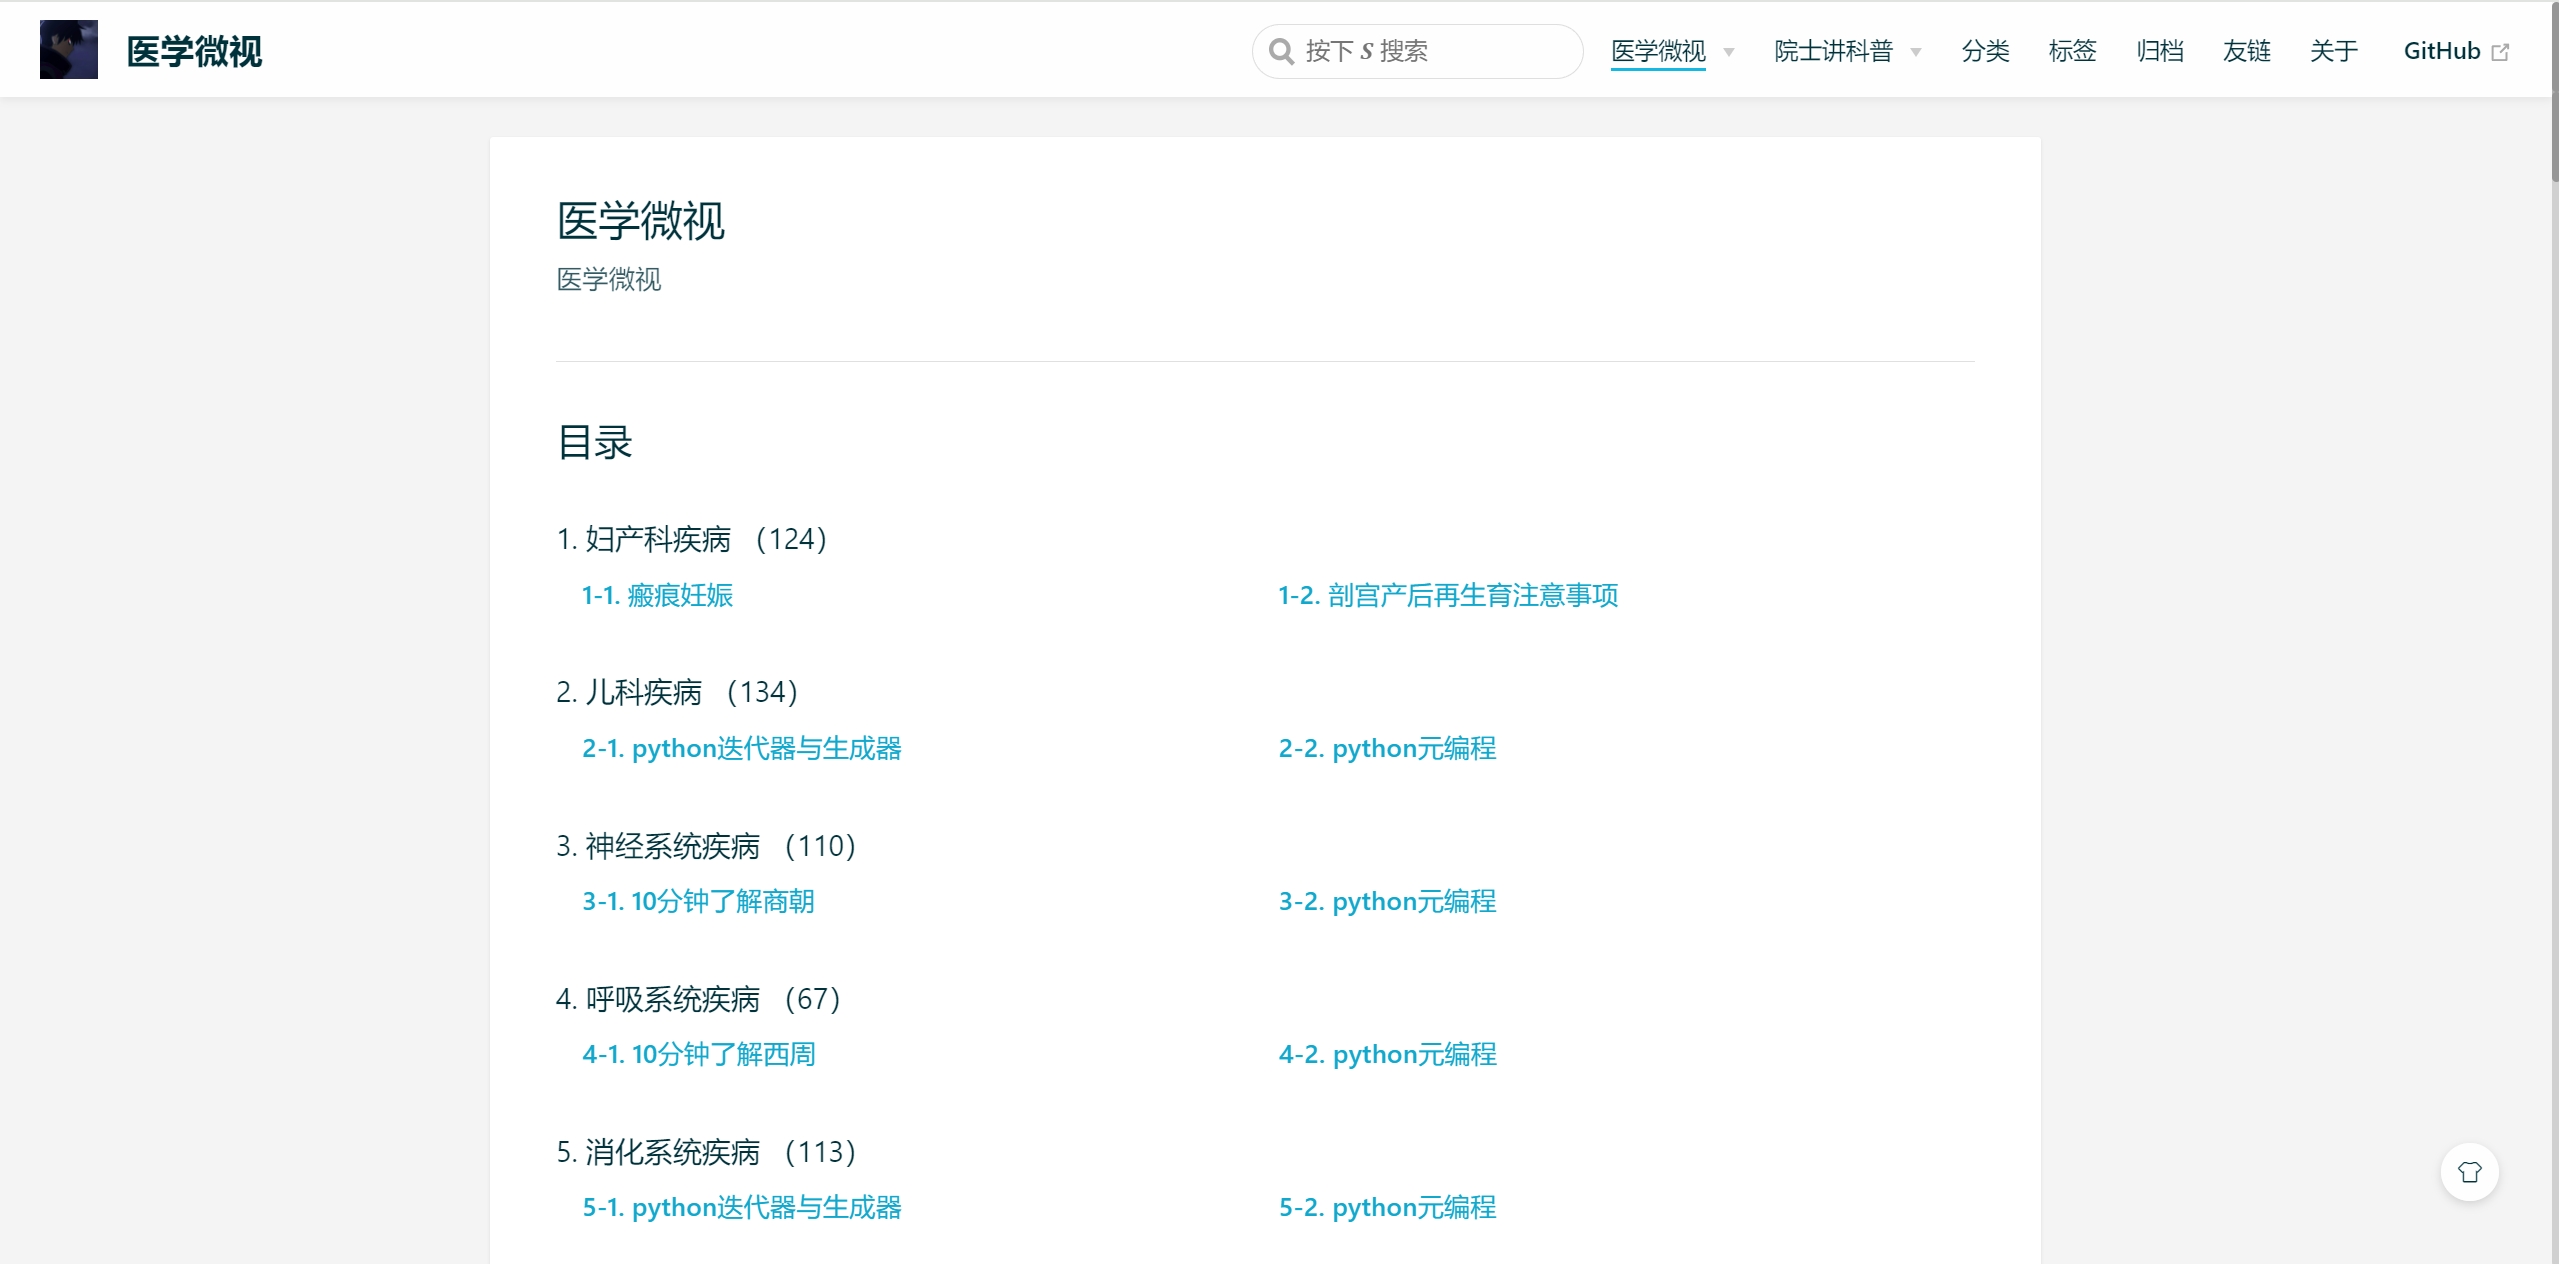 医学微视
按下 S 搜索
医学微视 院士讲科普 分类 标签 归档 友链 关于 GitHub
医学微视
医学微视
目录
1. 妇产科疾病 （124）
1-1. 瘢痕妊娠 1-2. 剖宫产后再生育注意事项
2. 儿科疾病 （134）
2-1. python迭代器与生成器 2-2. python元编程
3. 神经系统疾病 （110）
3-1. 10分钟了解商朝 3-2. python元编程
4. 呼吸系统疾病 （67）
4-1. 10分钟了解西周 4-2. python元编程
5. 消化系统疾病 （113）
5-1. python迭代器与生成器 5-2. python元编程